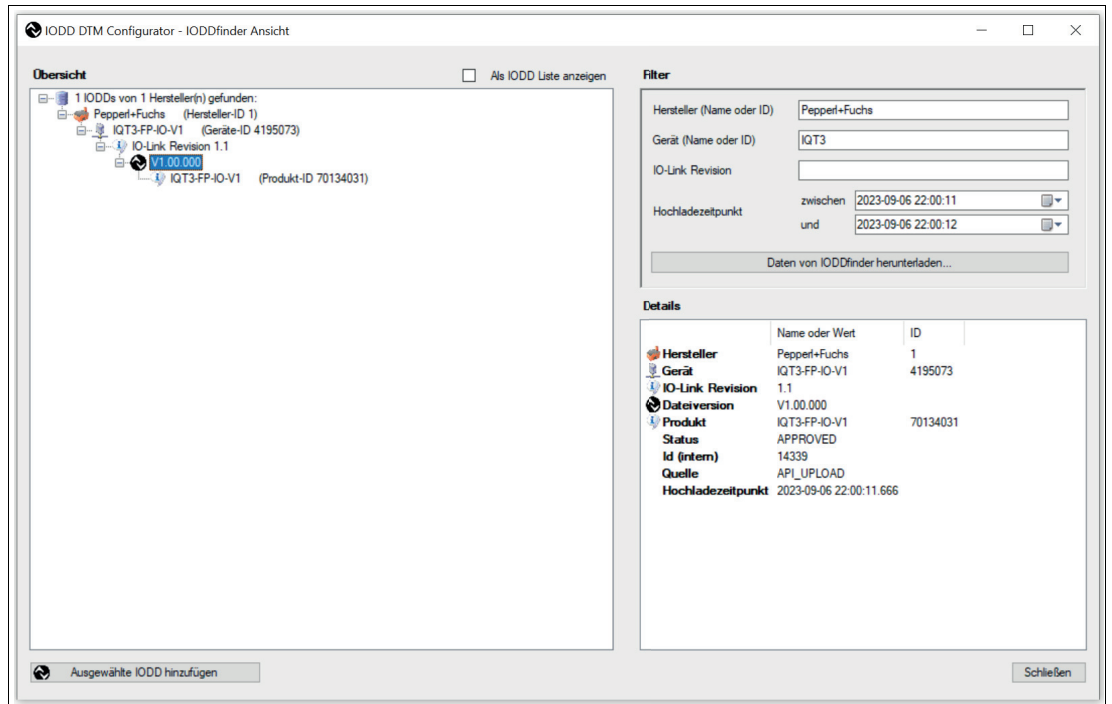 IODD DTM Configurator - IODDfinder Ansicht
Übersicht
Als IODD Liste anzeigen
1 IODDs von 1 Hersteller(n) gefunden:
Pepperl+Fuchs (Hersteller-ID 1)
IQT3-FP-IO-V1 (Geräte-ID 4195073)
IO-Link Revision 1.1
V1.00.000
IQT3-FP-IO-V1 (Produkt-ID 70134031)
Ausgewählte IODD hinzufügen
Filter
Hersteller (Name oder ID) Pepperl+Fuchs
Gerät (Name oder ID) IQT3
IO-Link Revision
Hochladezeitpunkt
zwischen 2023-09-06 22:00:11
und 2023-09-06 22:00:12
Daten von IODDfinder herunterladen...
Details
Name oder Wert ID
Hersteller Pepperl+Fuchs 1
Gerät IQT3-FP-IO-V1 4195073
IO-Link Revision 1.1
Dateiversion V1.00.000
Produkt IQT3-FP-IO-V1 70134031
Status APPROVED
Id (intern) 14339
Quelle API_UPLOAD
Hochladezeitpunkt 2023-09-06 22:00:11.666
Schließen